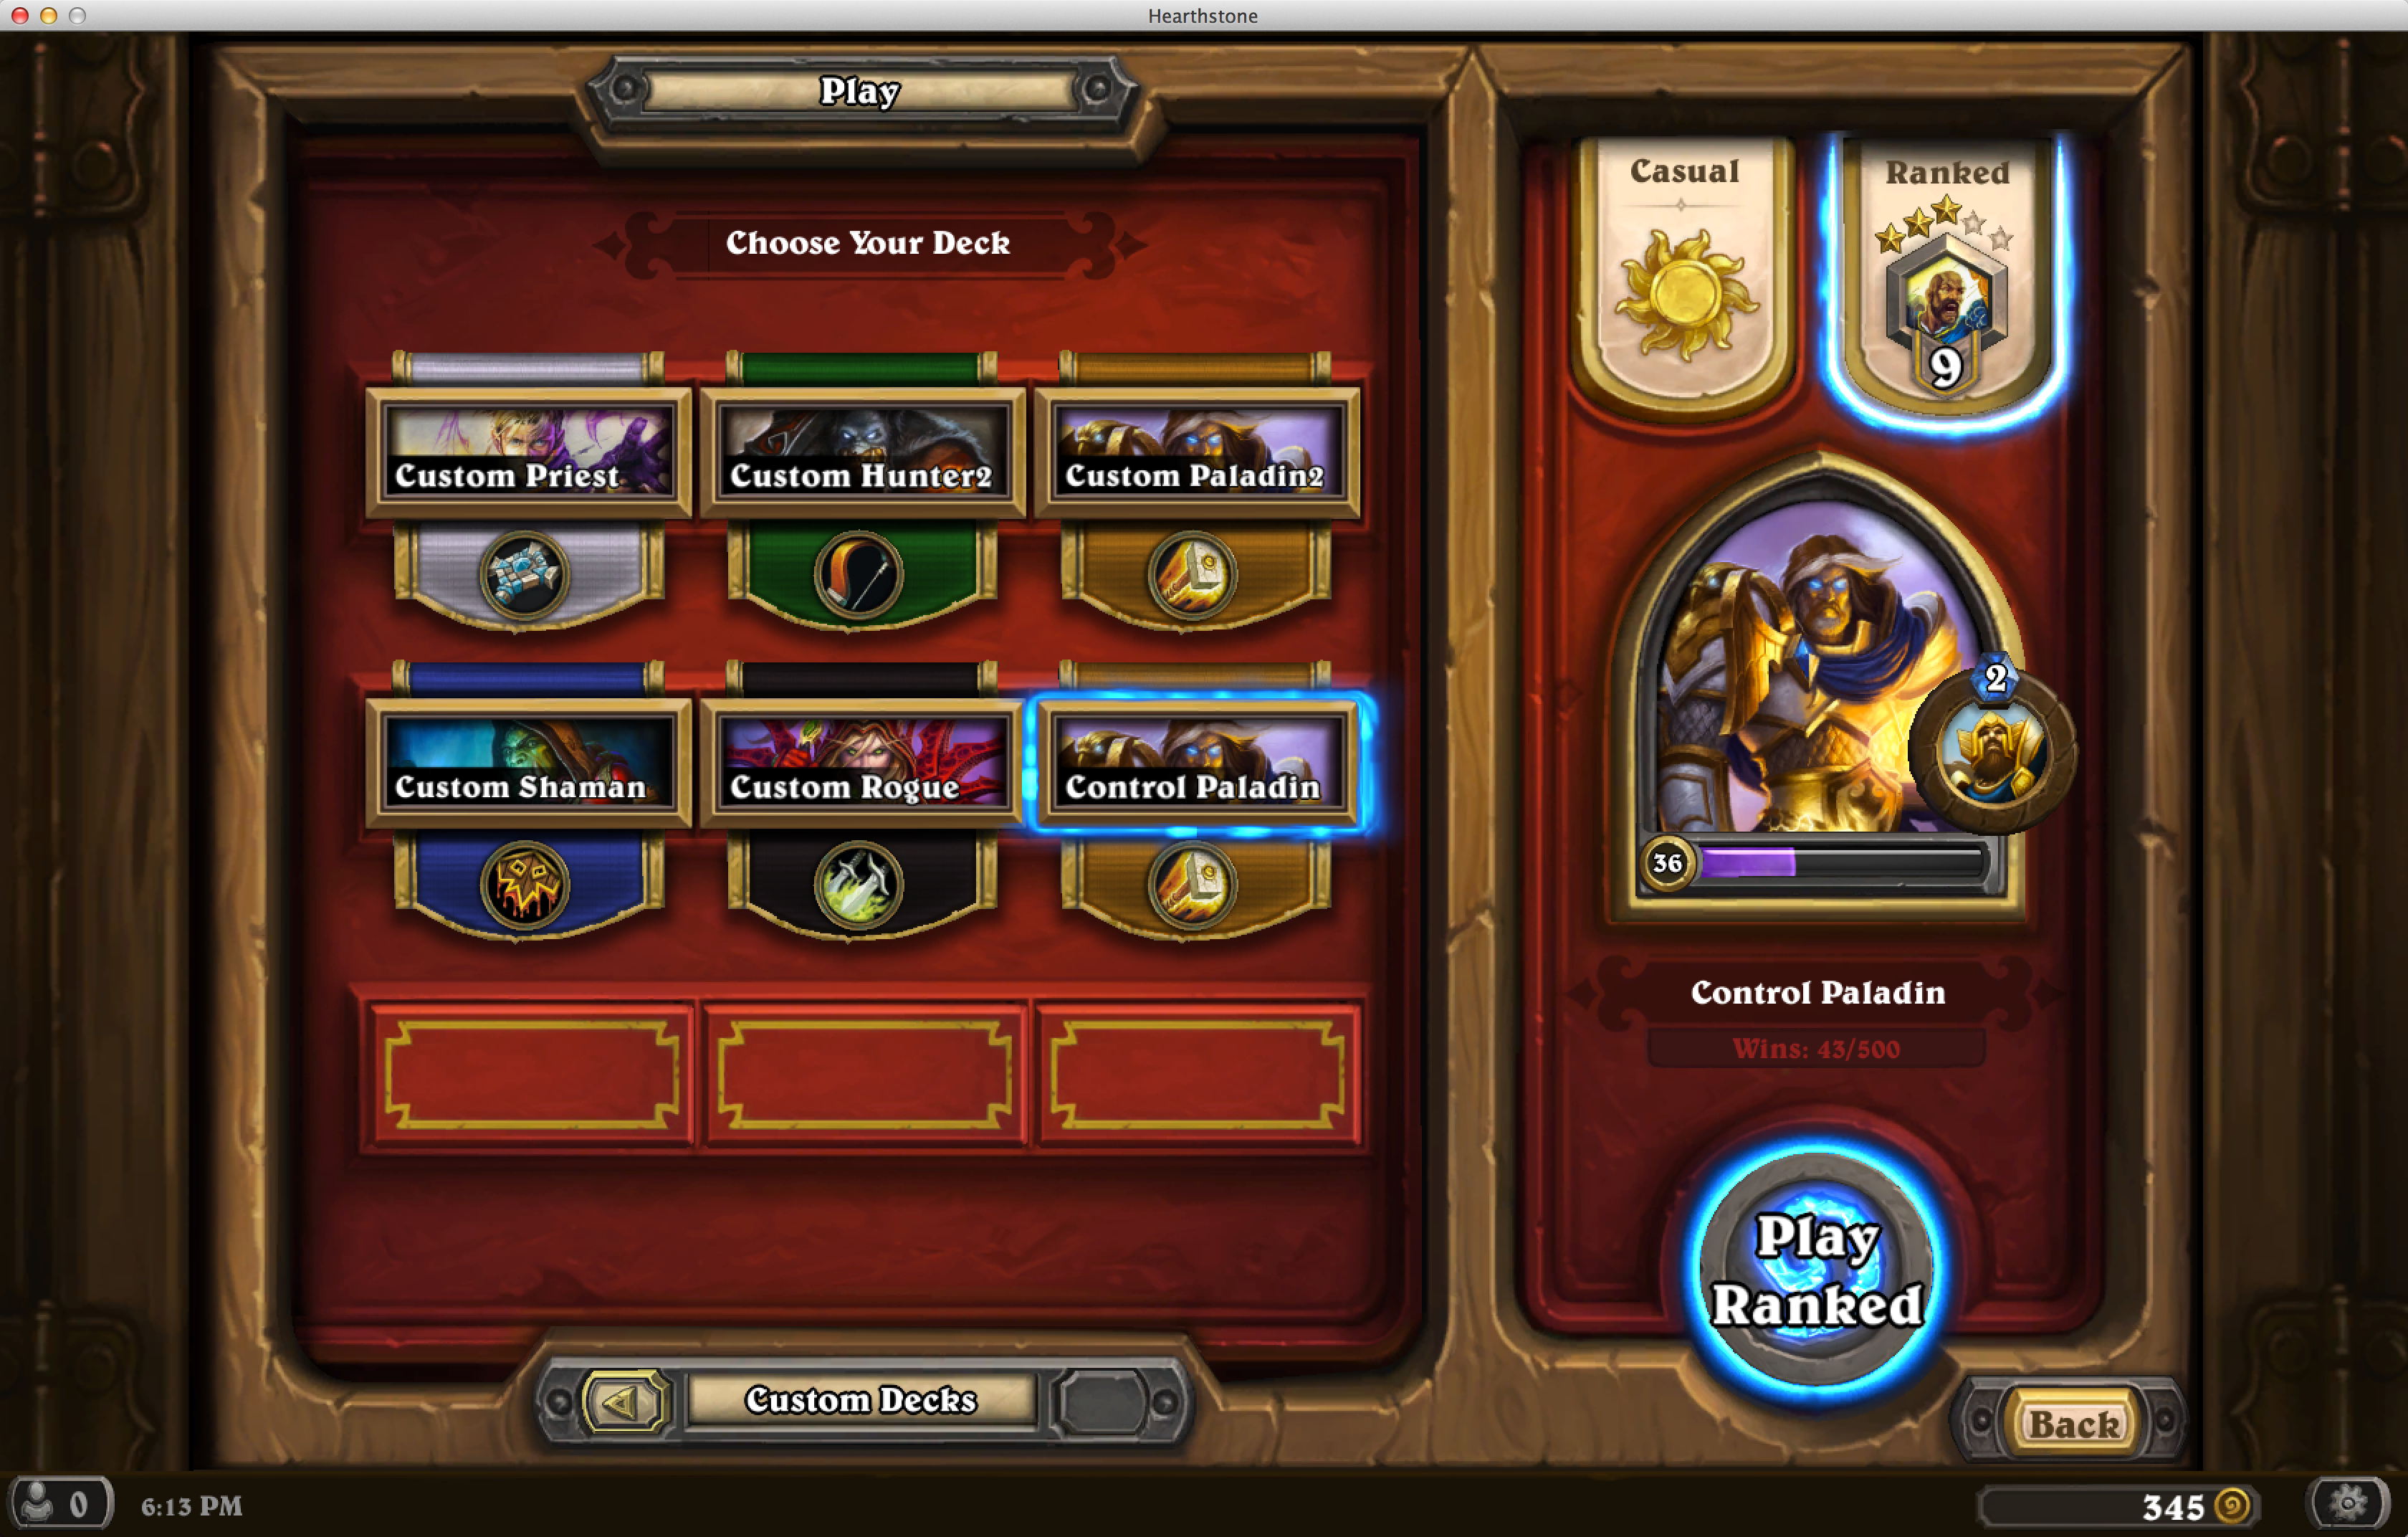 Hearthstone
Play
Choose Your Deck
Custom Priest
Custom Hunter2
Custom Paladin2
Custom Shaman
Custom Rogue
Control Paladin
Custom Decks
Casual
Ranked
9
2
36
Control Paladin
Wins: 43/500
Play
Ranked
Back
0
6:13 PM
345